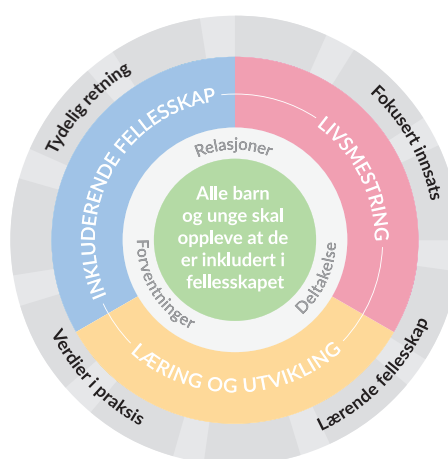 Tydelig retning
Fokusert innsats
INKLUDERENDE FELLESSKAP
LIVSMESTRING
Relasjoner
Alle barn
og unge skal
oppleve at de
er inkludert i
fellesskapet
Forventninger
Deltakelse
LÆRING OG UTVIKLING
Verdier i praksis
Lærende fellesskap